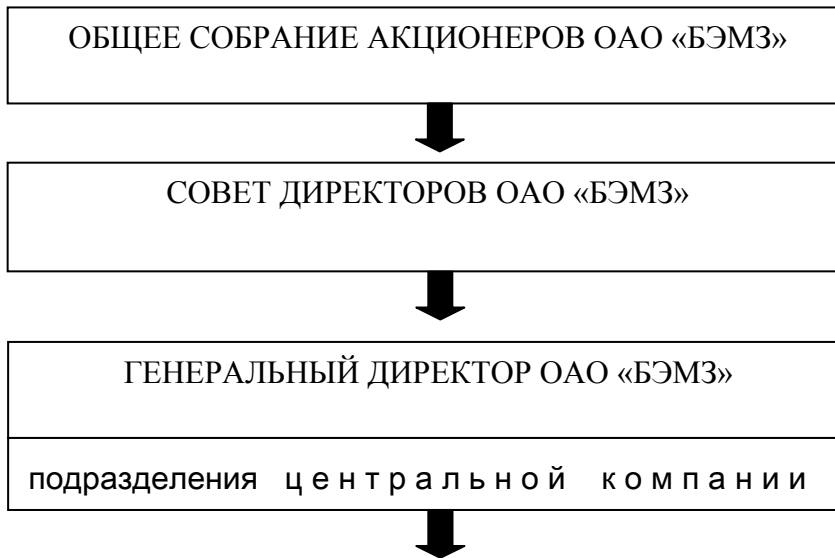 ОБЩЕЕ СОБРАНИЕ АКЦИОНЕРОВ ОАО «БЭМЗ»
СОВЕТ ДИРЕКТОРОВ ОАО «БЭМЗ»
ГЕНЕРАЛЬНЫЙ ДИРЕКТОР ОАО «БЭМЗ»
подразделения центральной компании